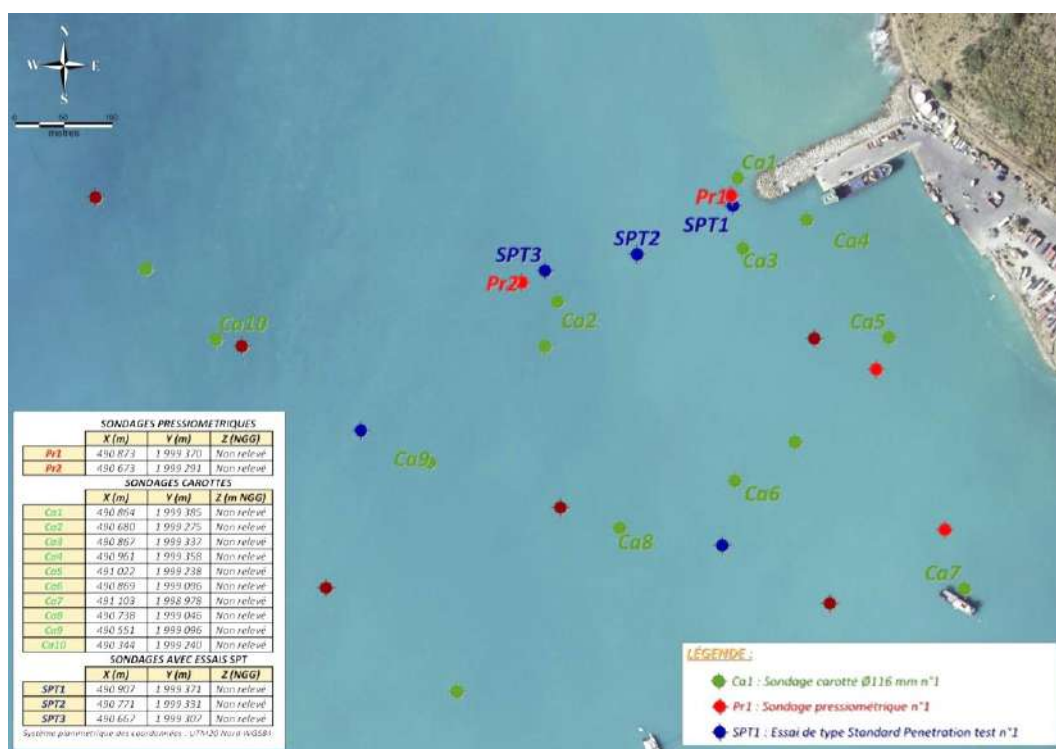 N
W E
S
0 50 100
metres
Ca1
Pr1
SPT1
Ca4
SPT2
Ca3
SPT3
Pr2
Ca2
Ca10
Ca5
Ca9
Ca6
Ca8
Ca7
SONDAGES PRESSIOMETRIQUES
X (m) Y (m) Z (NGG)
Pr1 490 873 1 999 370 Non relevé
Pr2 490 673 1 999 291 Non relevé
SONDAGES CAROTTES
X (m) Y (m) Z (m NGG)
Ca1 490 864 1 999 385 Non relevé
Ca2 490 680 1 999 275 Non relevé
Ca3 490 867 1 999 337 Non relevé
Ca4 490 961 1 999 358 Non relevé
Ca5 491 022 1 999 238 Non relevé
Ca6 490 869 1 999 096 Non relevé
Ca7 491 103 1 998 978 Non relevé
Ca8 490 738 1 999 046 Non relevé
Ca9 490 551 1 999 096 Non relevé
Ca10 490 344 1 999 240 Non relevé
SONDAGES AVEC ESSAIS SPT
X (m) Y (m) Z (NGG)
SPT1 490 907 1 999 371 Non relevé
SPT2 490 771 1 999 331 Non relevé
SPT3 490 667 1 999 307 Non relevé
Système planimétrique des coordonnées : UTM20 Nord WGS84
LÉGENDE :
Ca1 : Sondage carotte Ø116 mm n°1
Pr1 : Sondage pressiométrique n°1
SPT1 : Essai de type Standard Penetration test n°1